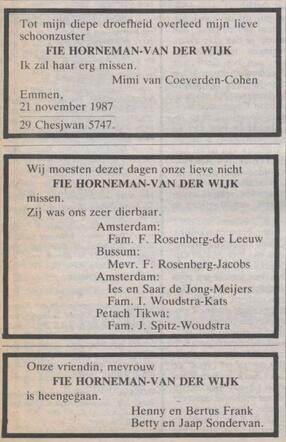 Tot mijn diepe droefheid overleed mijn lieve
schoonzuster
FIE HORNEMAN-VAN DER WIJK
Ik zal haar erg missen.
Mimi van Coeverden-Cohen
Emmen,
21 november 1987
29 Chesjwan 5747.
Wij moesten dezer dagen onze lieve nicht
FIE HORNEMAN-VAN DER WIJK
missen.
Zij was ons zeer dierbaar.
Amsterdam:
Fam. F. Rosenberg-de Leeuw
Bussum:
Mevr. F. Rosenberg-Jacobs
Amsterdam:
Ies en Saar de Jong-Meijers
Fam. I. Woudstra-Kats
Petach Tikwa:
Fam. J. Spitz-Woudstra
Onze vriendin, mevrouw
FIE HORNEMAN-VAN DER WIJK
is heengegaan.
Henny en Bertus Frank
Betty en Jaap Sondervan.